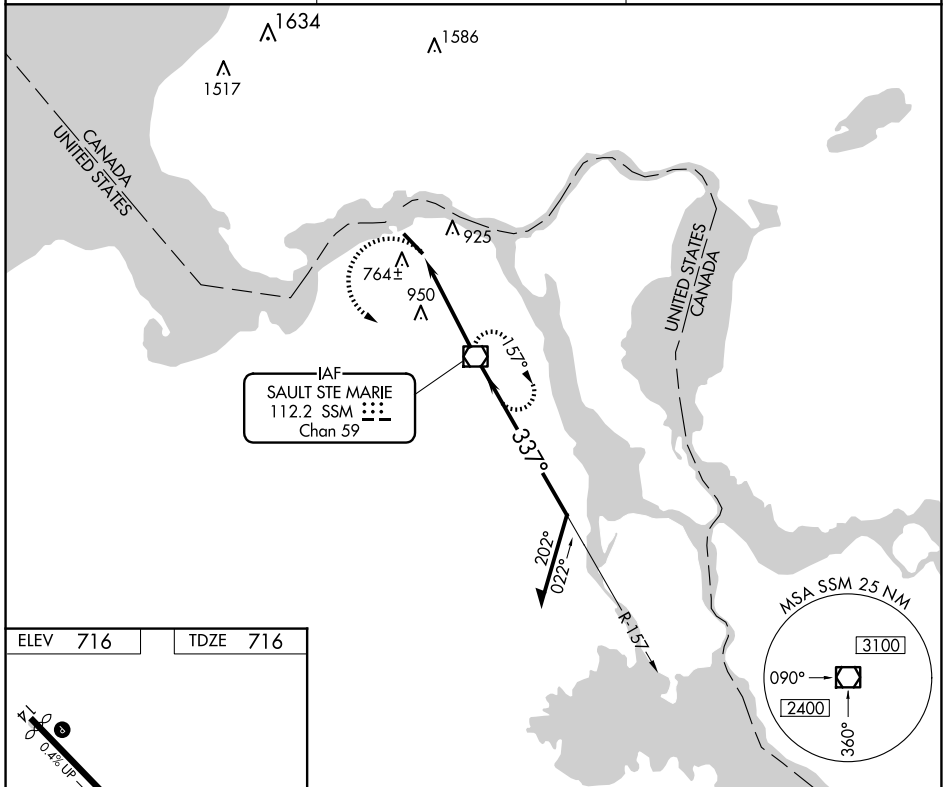 1634
1586
1517
CANADA
UNITED STATES
925
764±
950
UNITED STATES
CANADA
157°
IAF
SAULT STE MARIE
112.2 SSM
Chan 59
337°
202°
022°
R-157
MSA SSM 25 NM
3100
090°
2400
360°
ELEV 716
TDZE 716
14
P
0.4% UP